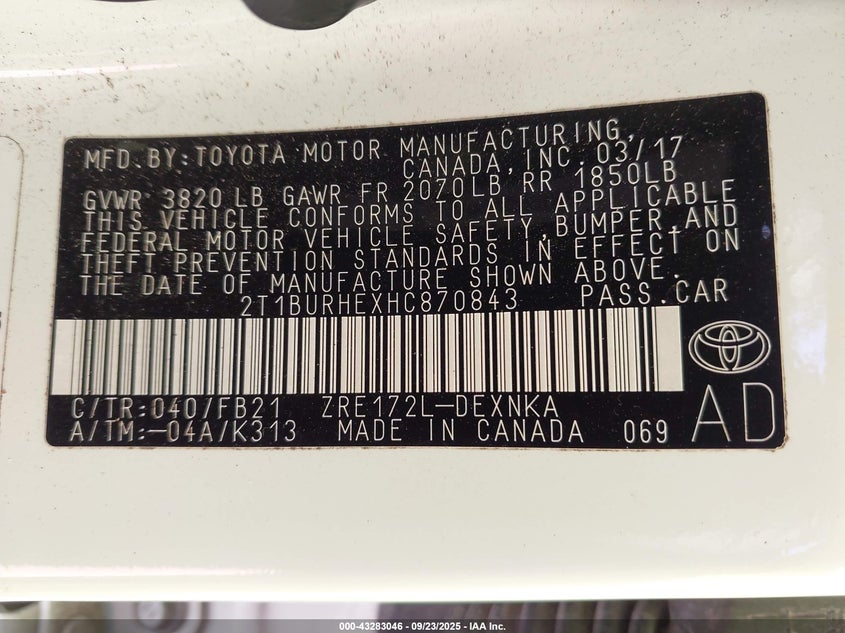 MFD. BY: TOYOTA MOTOR MANUFACTURING,
CANADA, INC. 03/17
GVWR 3820 LB GAWR FR 2070LB RR 1850LB
THIS VEHICLE CONFORMS TO ALL APPLICABLE
FEDERAL MOTOR VEHICLE SAFETY, BUMPER, AND
THEFT PREVENTION STANDARDS IN EFFECT ON
THE DATE OF MANUFACTURE SHOWN ABOVE.
2T1BURHEXHC870843 PASS. CAR
C/TR: 040/FB21 ZRE172L-DEXNKA
A/TM:-04A/K313 MADE IN CANADA 069
AD
000-43283046 - 09/23/2025 - IAA Inc.